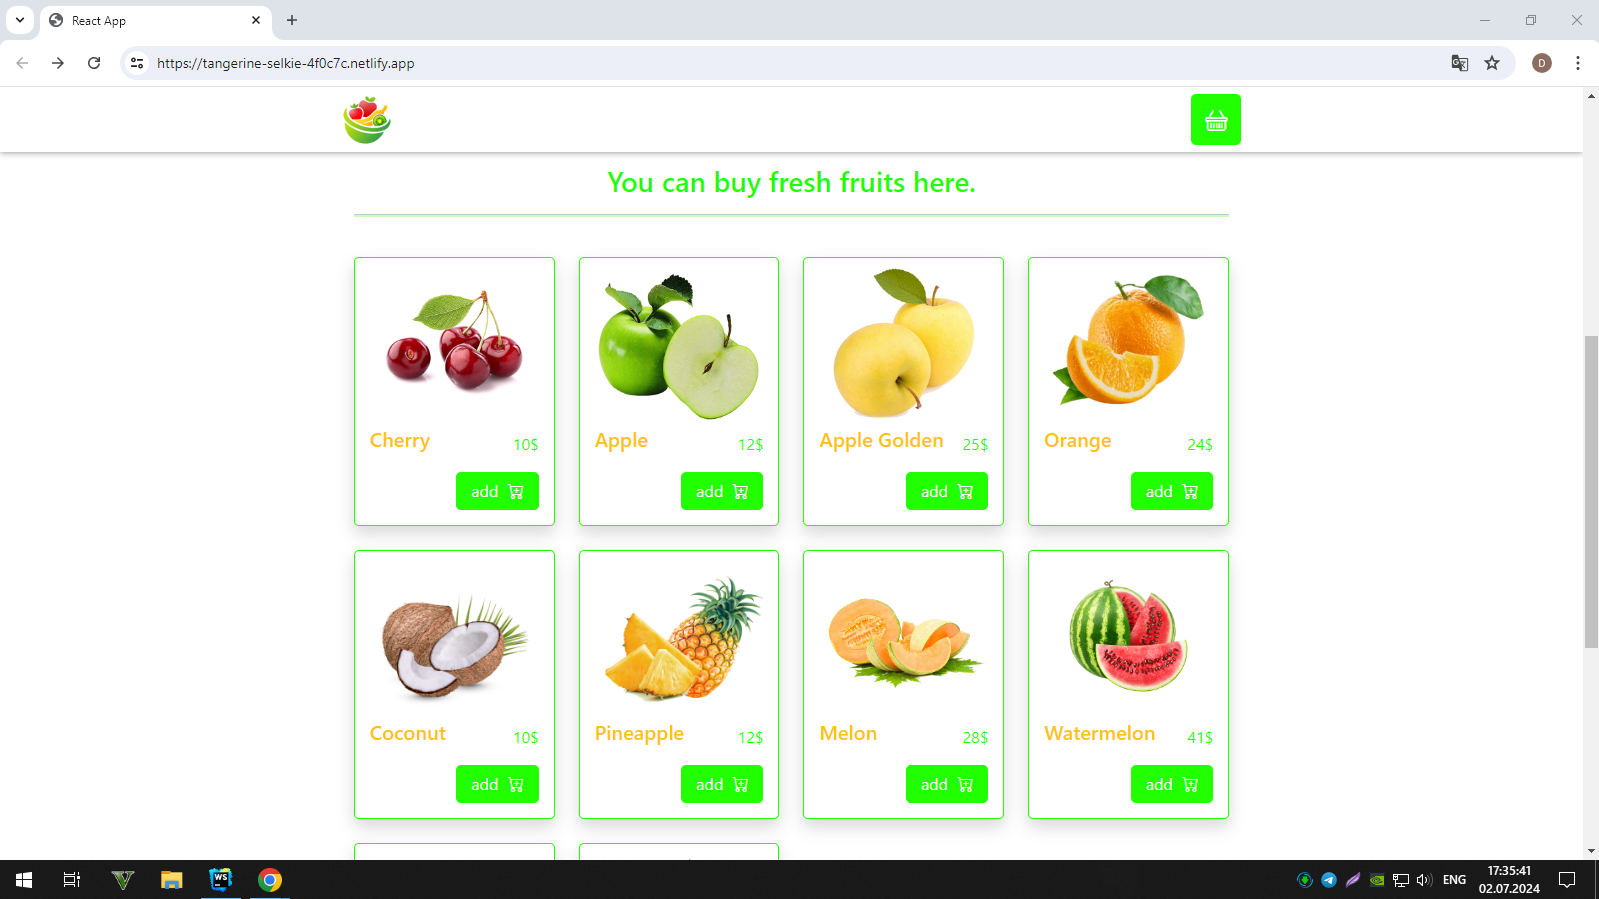 React App
https://tangerine-selkie-4f0c7c.netlify.app
D
You can buy fresh fruits here.
Cherry 10$
add
Apple 12$
add
Apple Golden 25$
add
Orange 24$
add
Coconut 10$
add
Pineapple 12$
add
Melon 28$
add
Watermelon 41$
add
WS
ENG
17:35:41
02.07.2024